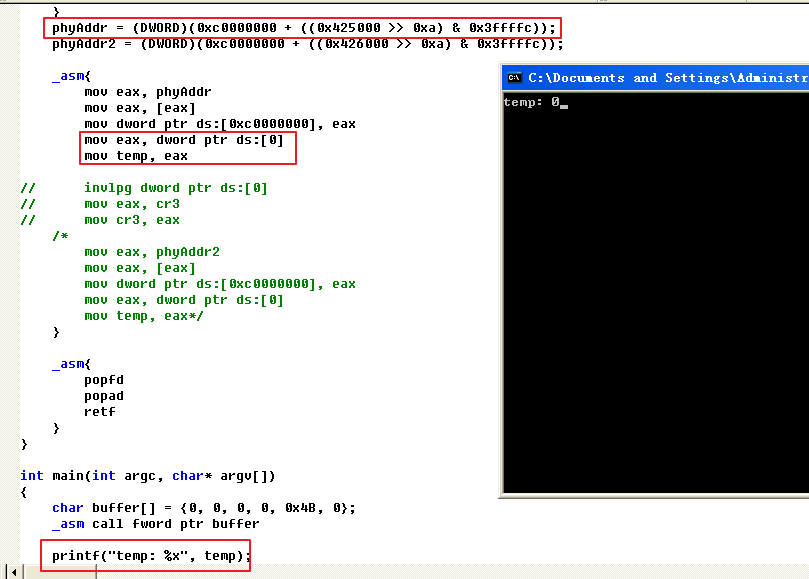 }
phyAddr = (DWORD)(0xc0000000 + ((0x425000 >> 0xa) & 0x3ffffc));
phyAddr2 = (DWORD)(0xc0000000 + ((0x426000 >> 0xa) & 0x3ffffc));
_asm{
mov eax, phyAddr
mov eax, [eax]
mov dword ptr ds:[0xc0000000], eax
mov eax, dword ptr ds:[0]
mov temp, eax
// invlpg dword ptr ds:[0]
// mov eax, cr3
// mov cr3, eax
/*
mov eax, phyAddr2
mov eax, [eax]
mov dword ptr ds:[0xc0000000], eax
mov eax, dword ptr ds:[0]
mov temp, eax*/
}
_asm{
popfd
popad
retf
}
}
int main(int argc, char* argv[])
{
char buffer[] = {0, 0, 0, 0, 0x4B, 0};
_asm call fword ptr buffer
printf("temp: %x", temp);
C:\Documents and Settings\Administr
temp: 0_